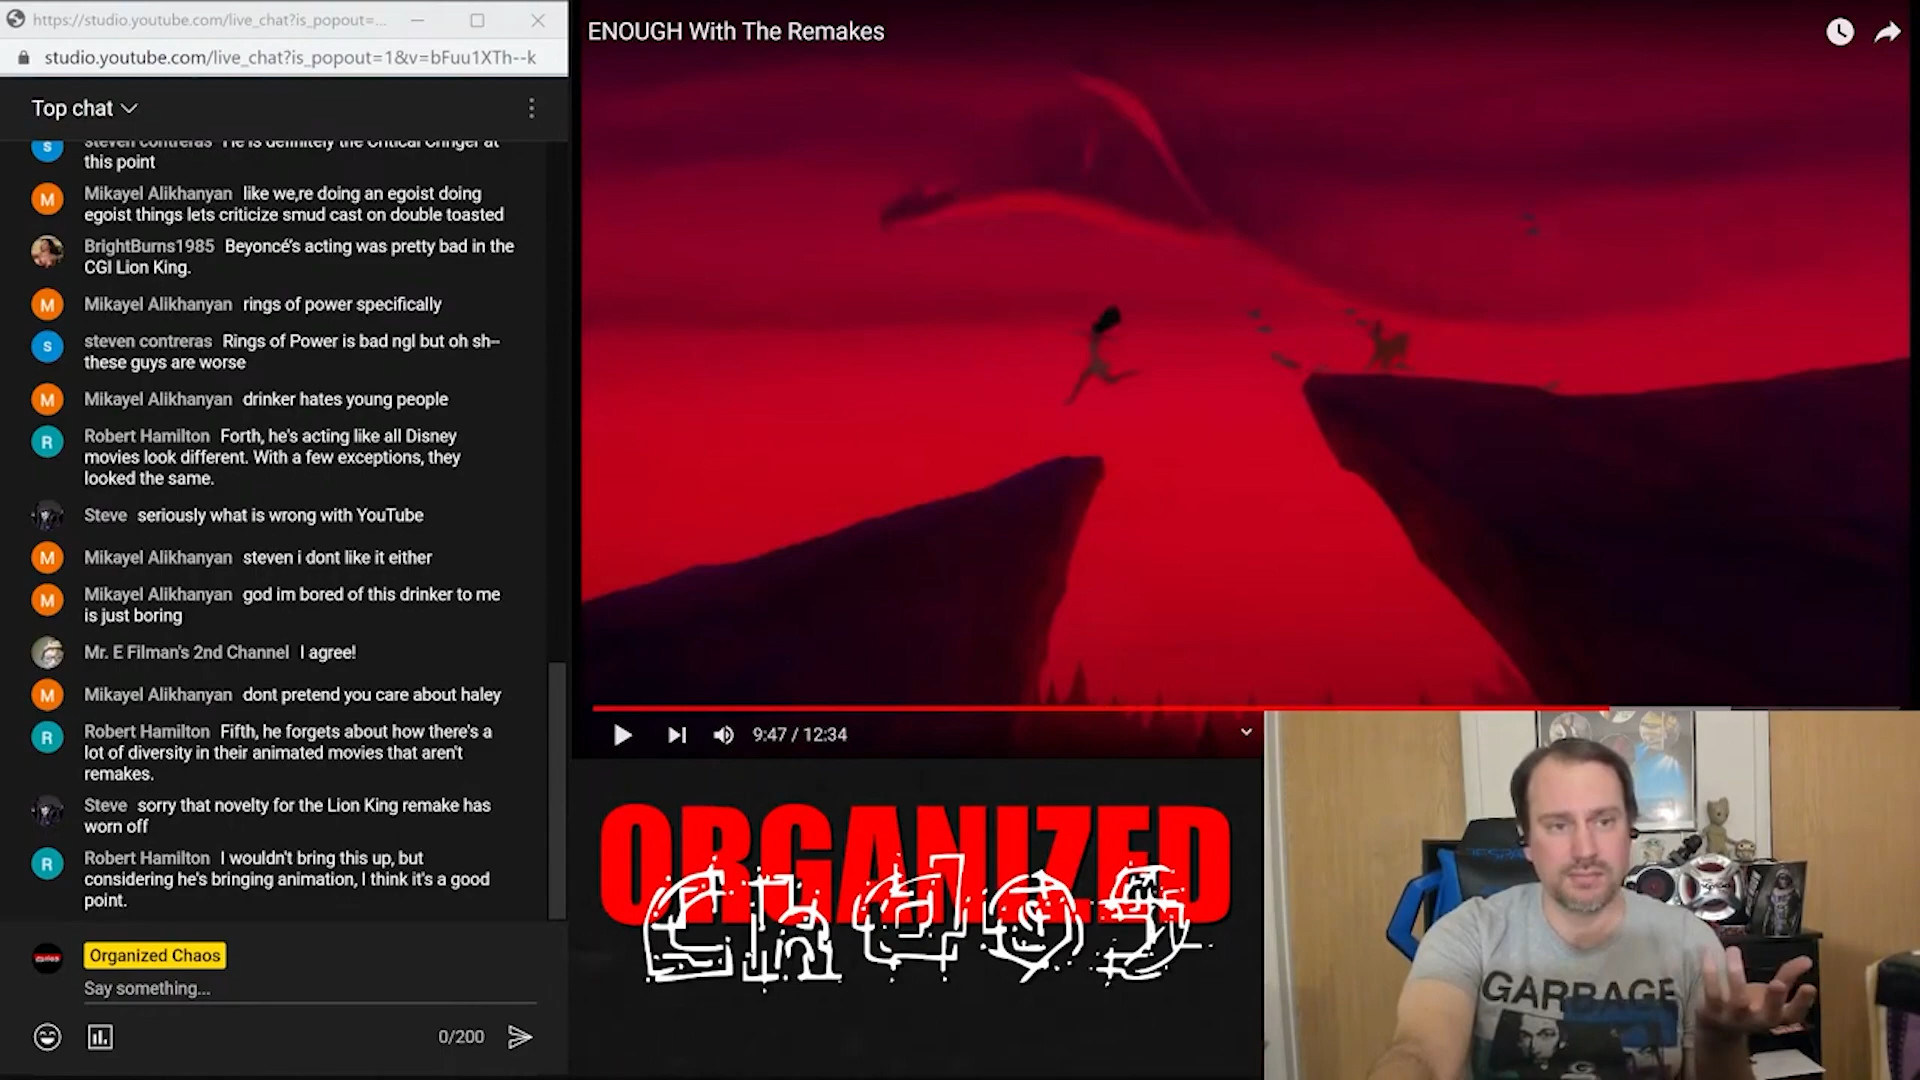 https://studio.youtube.com/live_chat?is_popout=...
studio.youtube.com/live_chat?is_popout=1&v=bFuu1XTh--k
Top chat
steven contreras He is definitely the Critical Cringer at
this point
Mikayel Alikhanyan like we,re doing an egoist doing
egoist things lets criticize smud cast on double toasted
BrightBurns1985 Beyoncé's acting was pretty bad in the
CGI Lion King.
Mikayel Alikhanyan rings of power specifically
steven contreras Rings of Power is bad ngl but oh sh--
these guys are worse
Mikayel Alikhanyan drinker hates young people
Robert Hamilton Forth, he's acting like all Disney
movies look different. With a few exceptions, they
looked the same.
Steve seriously what is wrong with YouTube
Mikayel Alikhanyan steven i dont like it either
Mikayel Alikhanyan god im bored of this drinker to me
is just boring
Mr. E Filman's 2nd Channel I agree!
Mikayel Alikhanyan dont pretend you care about haley
Robert Hamilton Fifth, he forgets about how there's a
lot of diversity in their animated movies that aren't
remakes.
Steve sorry that novelty for the Lion King remake has
worn off
Robert Hamilton I wouldn't bring this up, but
considering he's bringing animation, I think it's a good
point.
Organized Chaos
Say something...
0/200
ENOUGH With The Remakes
9:47 / 12:34
ORGANIZED
Chaos
GARBAGE